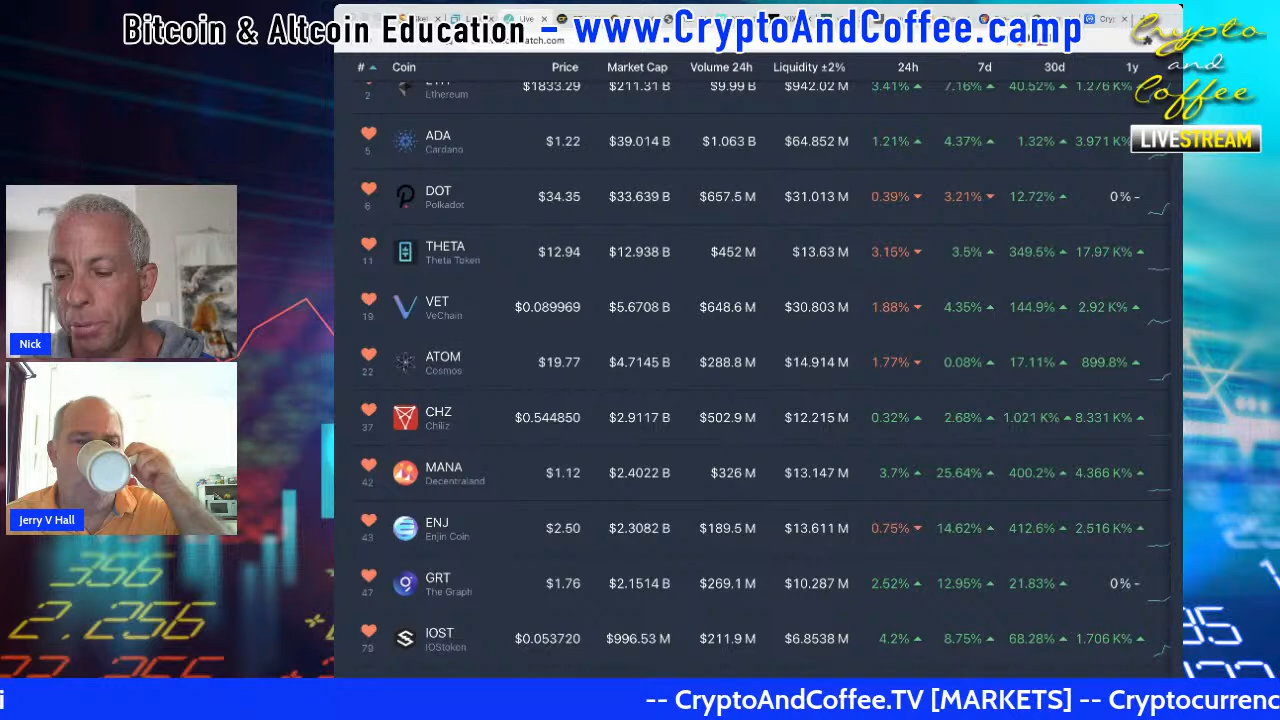 Bitcoin & Altcoin Education – www.CryptoAndCoffee.camp
Crypto
and
Coffee
LIVESTREAM
Live
# Coin Price Market Cap Volume 24h Liquidity ±2% 24h 7d 30d 1y
2 Ethereum $1833.29 $211.31 B $9.99 B $942.02 M 3.41% 7.16% 40.52% 1.276 K%
ADA $1.22 $39.014 B $1.063 B $64.852 M 1.21% 4.37% 1.32% 3.971 K%
5 Cardano
DOT $34.35 $33.639 B $657.5 M $31.013 M 0.39% 3.21% 12.72% 0% -
6 Polkadot
THETA $12.94 $12.938 B $452 M $13.63 M 3.15% 3.5% 349.5% 17.97 K%
11 Theta Token
VET $0.089969 $5.6708 B $648.6 M $30.803 M 1.88% 4.35% 144.9% 2.92 K%
19 VeChain
ATOM $19.77 $4.7145 B $288.8 M $14.914 M 1.77% 0.08% 17.11% 899.8%
22 Cosmos
CHZ $0.544850 $2.9117 B $502.9 M $12.215 M 0.32% 2.68% 1.021 K% 8.331 K%
37 Chiliz
MANA $1.12 $2.4022 B $326 M $13.147 M 3.7% 25.64% 400.2% 4.366 K%
42 Decentraland
ENJ $2.50 $2.3082 B $189.5 M $13.611 M 0.75% 14.62% 412.6% 2.516 K%
43 Enjin Coin
GRT $1.76 $2.1514 B $269.1 M $10.287 M 2.52% 12.95% 21.83% 0% -
47 The Graph
IOST $0.053720 $996.53 M $211.9 M $6.8538 M 4.2% 8.75% 68.28% 1.706 K%
79 IOStoken
Nick
Jerry V Hall
356
2.256
-- CryptoAndCoffee.TV [MARKETS] -- Cryptocurrenc